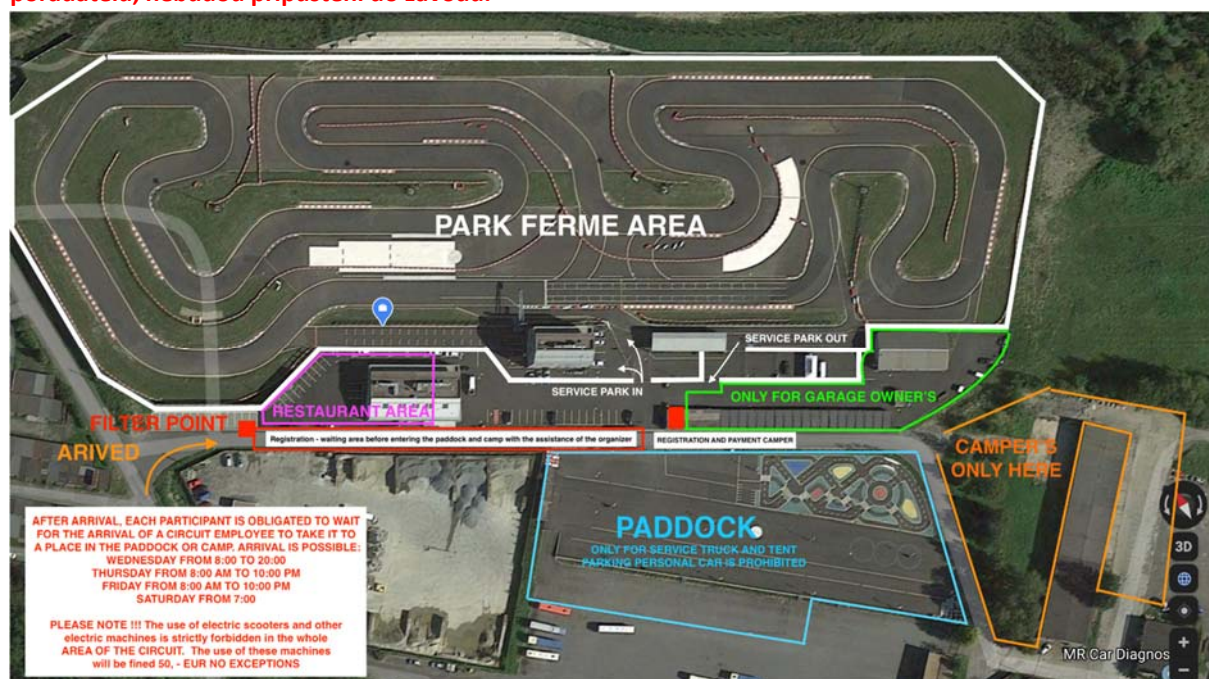 PARK FERME AREA
SERVICE PARK OUT
SERVICE PARK IN
ONLY FOR GARAGE OWNER'S
RESTAURANT AREA
FILTER POINT
ARIVED
Registration - waiting area before entering the paddock and camp with the assistance of the organizer
REGISTRATION AND PAYMENT CAMPER
CAMPER'S
ONLY HERE
PADDOCK
ONLY FOR SERVICE TRUCK AND TENT
PARKING PERSONAL CAR IS PROHIBITED
AFTER ARRIVAL, EACH PARTICIPANT IS OBLIGATED TO WAIT
FOR THE ARRIVAL OF A CIRCUIT EMPLOYEE TO TAKE IT TO
A PLACE IN THE PADDOCK OR CAMP. ARRIVAL IS POSSIBLE:
WEDNESDAY FROM 8:00 TO 20:00
THURSDAY FROM 8:00 AM TO 10:00 PM
FRIDAY FROM 8:00 AM TO 10:00 PM
SATURDAY FROM 7:00
PLEASE NOTE !!! The use of electric scooters and other
electric machines is strictly forbidden in the whole
AREA OF THE CIRCUIT. The use of these machines
will be fined 50, - EUR NO EXCEPTIONS
3D
MR Car Diagnos